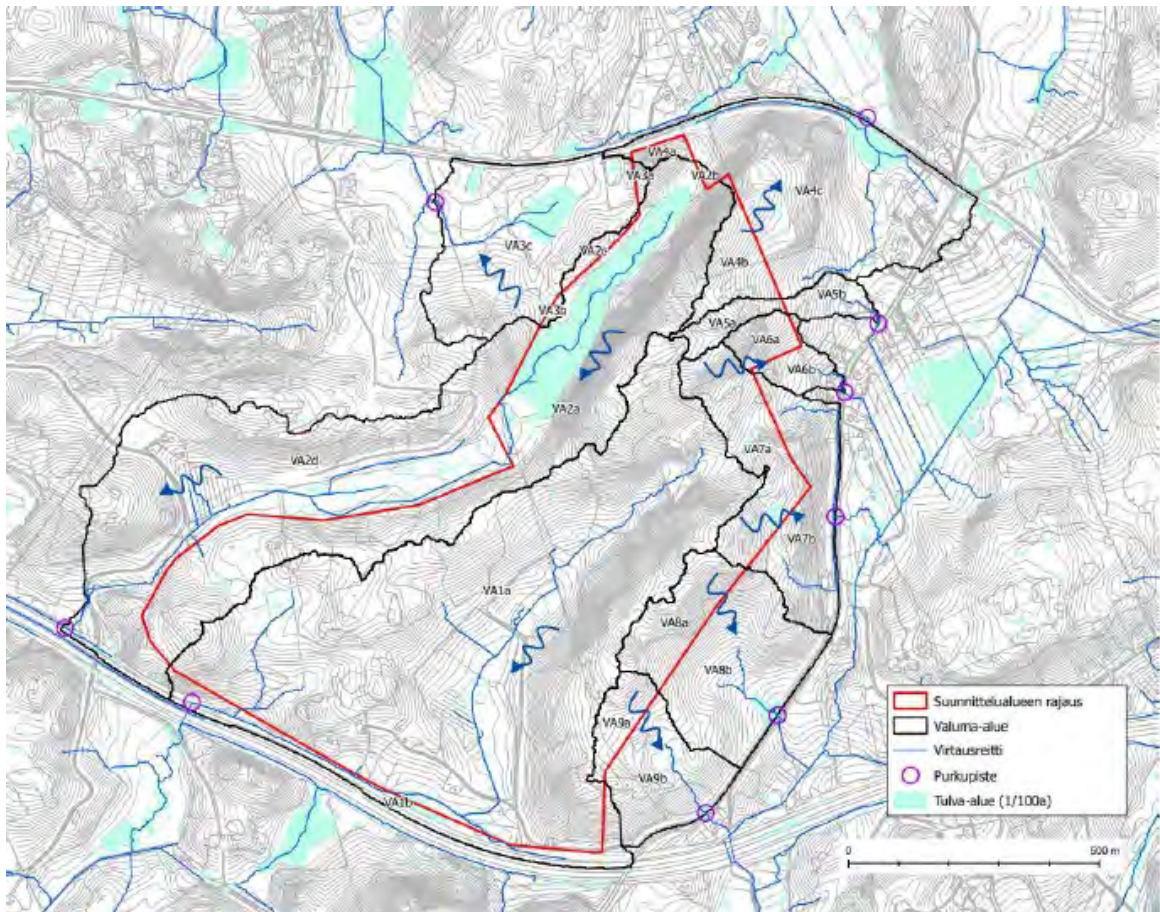 VA4a
VA3a
VA2b
VA4c
VA3c
VA2c
VA4b
VA5b
VA3b
VA5a
VA6a
VA6b
VA2a
VA2d
VA7a
VA7b
VA1a
VA8a
VA8b
VA9a
VA9b
VA1b
Suunnittelualueen rajaus
Valuma-alue
Virtausreitti
Purkupiste
Tulva-alue (1/100a)
0
500 m